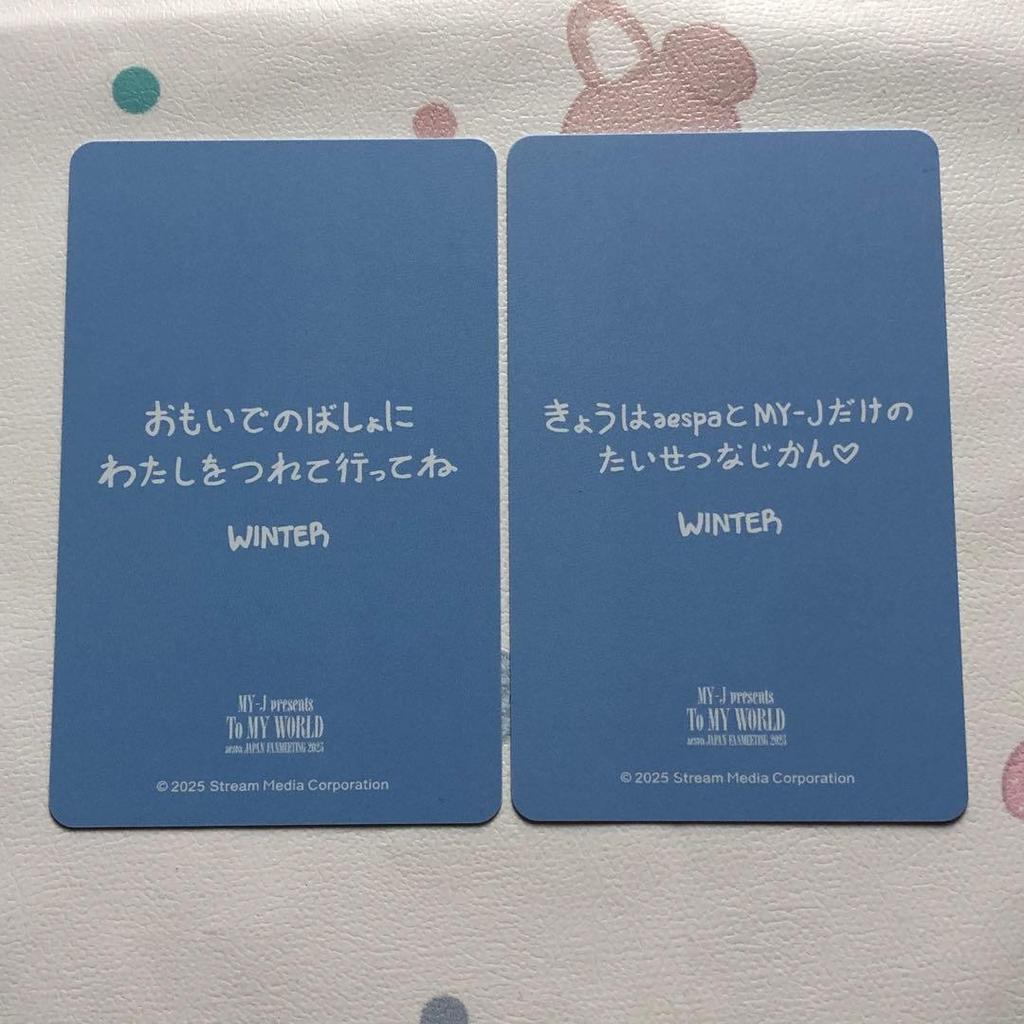 おもいでのばしょに
わたしをつれて行ってね
WINTER
MY-J presents
To MY WORLD
aespa JAPAN FANMEETING 2025
© 2025 Stream Media Corporation
きょうはaespaとMY-Jだけの
たいせつなじかん♡
WINTER
MY-J presents
To MY WORLD
aespa JAPAN FANMEETING 2025
© 2025 Stream Media Corporation